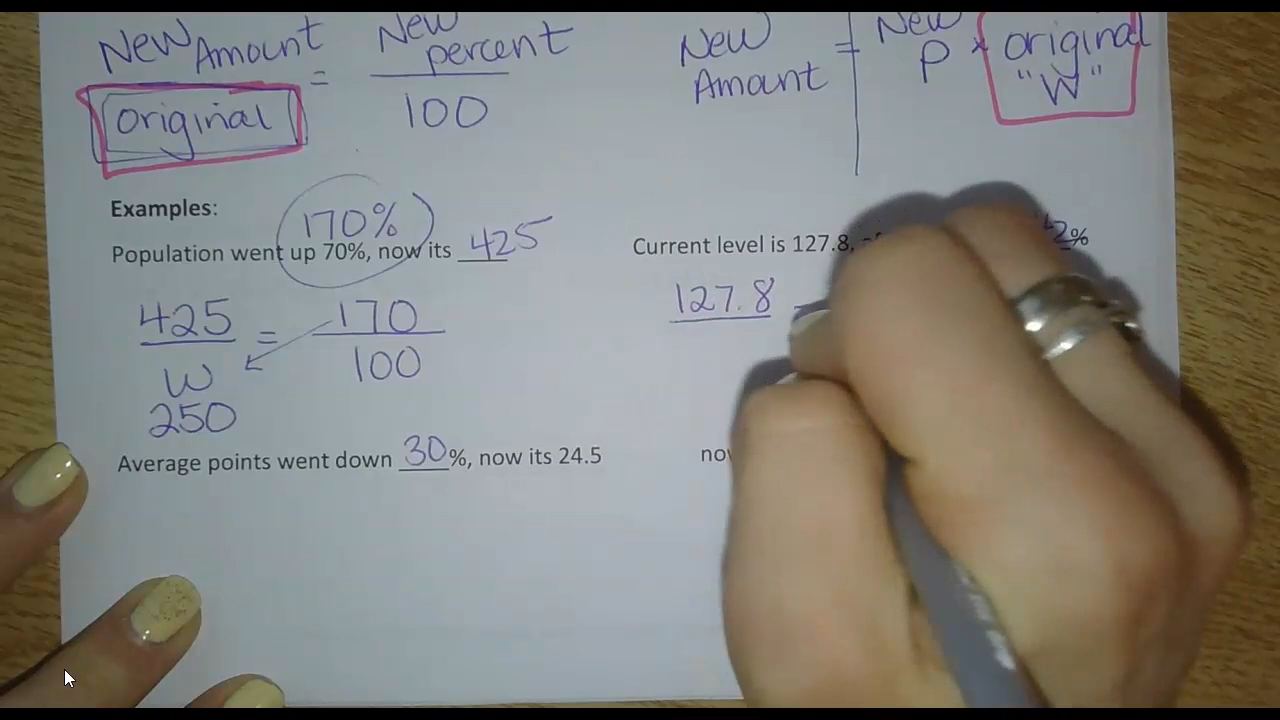 New Amount = New percent
original 100
New Amount = New P * original "W"
Examples:
170%
Population went up 70%, now its 425
425 = 170
W 100
250
Average points went down 30%, now its 24.5
Current level is 127.8, 2%
127.8